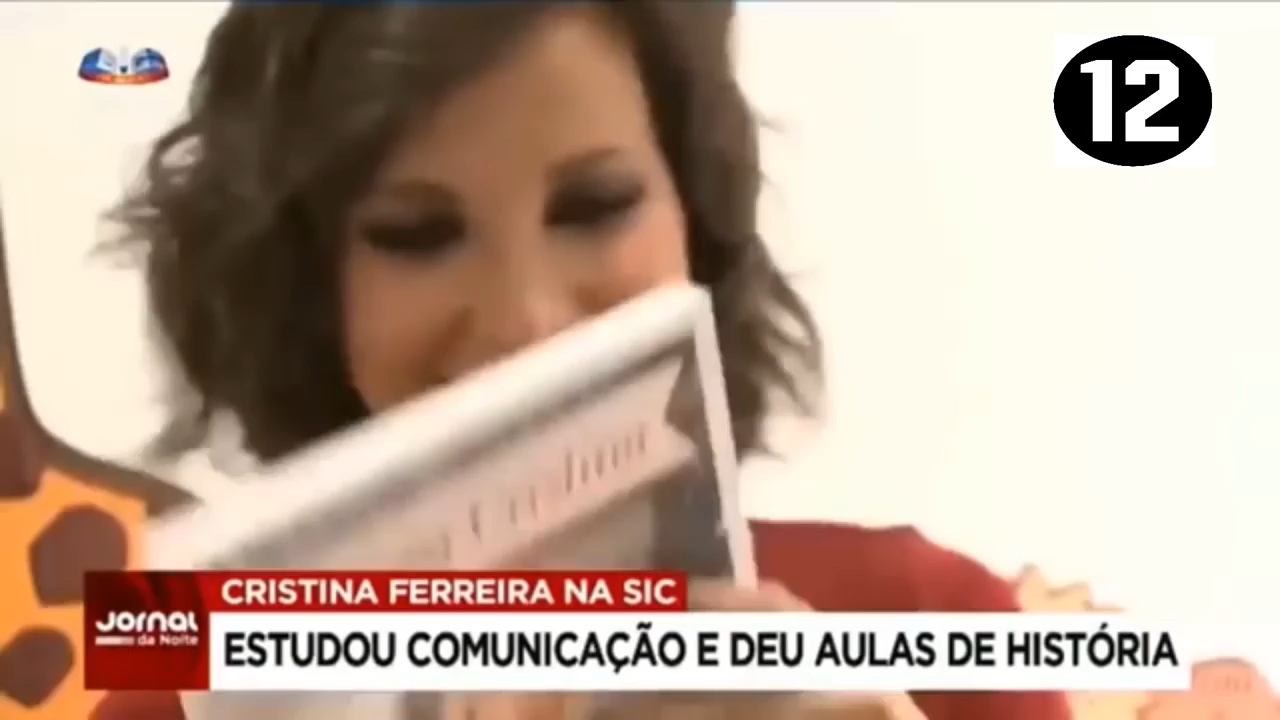 12
CRISTINA FERREIRA NA SIC
Jornal
da Noite
ESTUDOU COMUNICAÇÃO E DEU AULAS DE HISTÓRIA